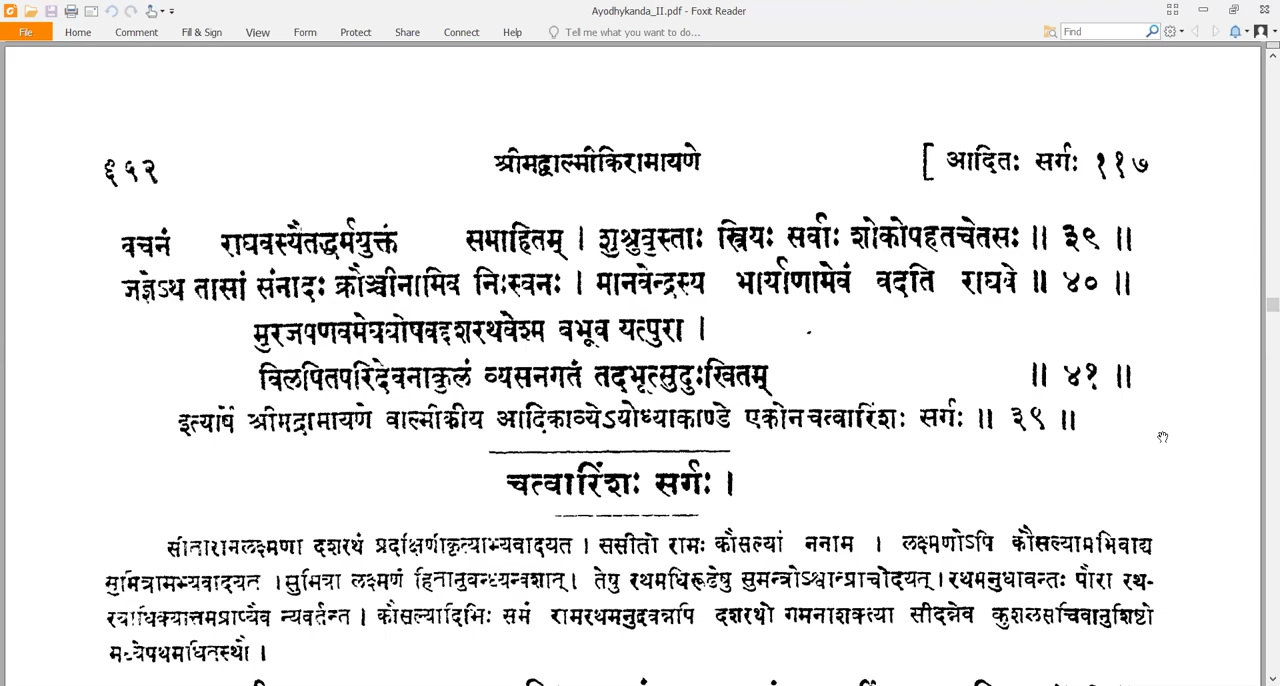 Ayodhykanda_II.pdf - Foxit Reader
File Home Comment Fill & Sign View Form Protect Share Connect Help Tell me what you want to do... Find
६५२ श्रीमद्वाल्मीकिरामायणे [ आदितः सर्गः ११७
वचनं राघवस्यैतद्धर्मयुक्तं समाहितम् । शुश्रुवुस्ताः स्त्रियः सर्वाः शोकोपहतचेतसः ॥ ३९ ॥
जज्ञेऽथ तासां संनादः क्रौञ्चीनामिव निःस्वनः । मानवेन्द्रस्य भार्याणामेवं वदति राघवे ॥ ४० ॥
मुरजपणवमेघघोषवद्दशरथवेश्म बभूव यत्पुरा ।
विलपितपरिदेवनाकुलं व्यसनगतं तदभूत्सुदुःखितम् ॥ ४१ ॥
इत्यार्षे श्रीमद्रामायणे वाल्मीकीय आदिकाव्येऽयोध्याकाण्डे एकोनचत्वारिंशः सर्गः ॥ ३९ ॥
चत्वारिंशः सर्गः ।
सीतारामलक्ष्मणा दशरथं प्रदक्षिणीकृत्याभ्यवादयत । ससीतो रामः कौसल्यां ननाम । लक्ष्मणोऽपि कौसल्यामभिवाद्य
सुमित्रामभ्यवादयत । सुमित्रा लक्ष्मणं हितानुबन्ध्यन्वशात् । तेषु रथमधिरूढेषु सुमन्त्रोऽश्वान्प्राचोदयत् । रथमनुधावन्तः पौरा रथ-
रयाधिक्यात्तमप्राप्यैव न्यवर्तन्त । कौसल्यादिभिः समं रामरथमनुद्रवन्नपि दशरथो गमनाशक्त्या सीदन्नेव कुशलसचिवानुशिष्टो
मध्येपथमधितस्थौ ।